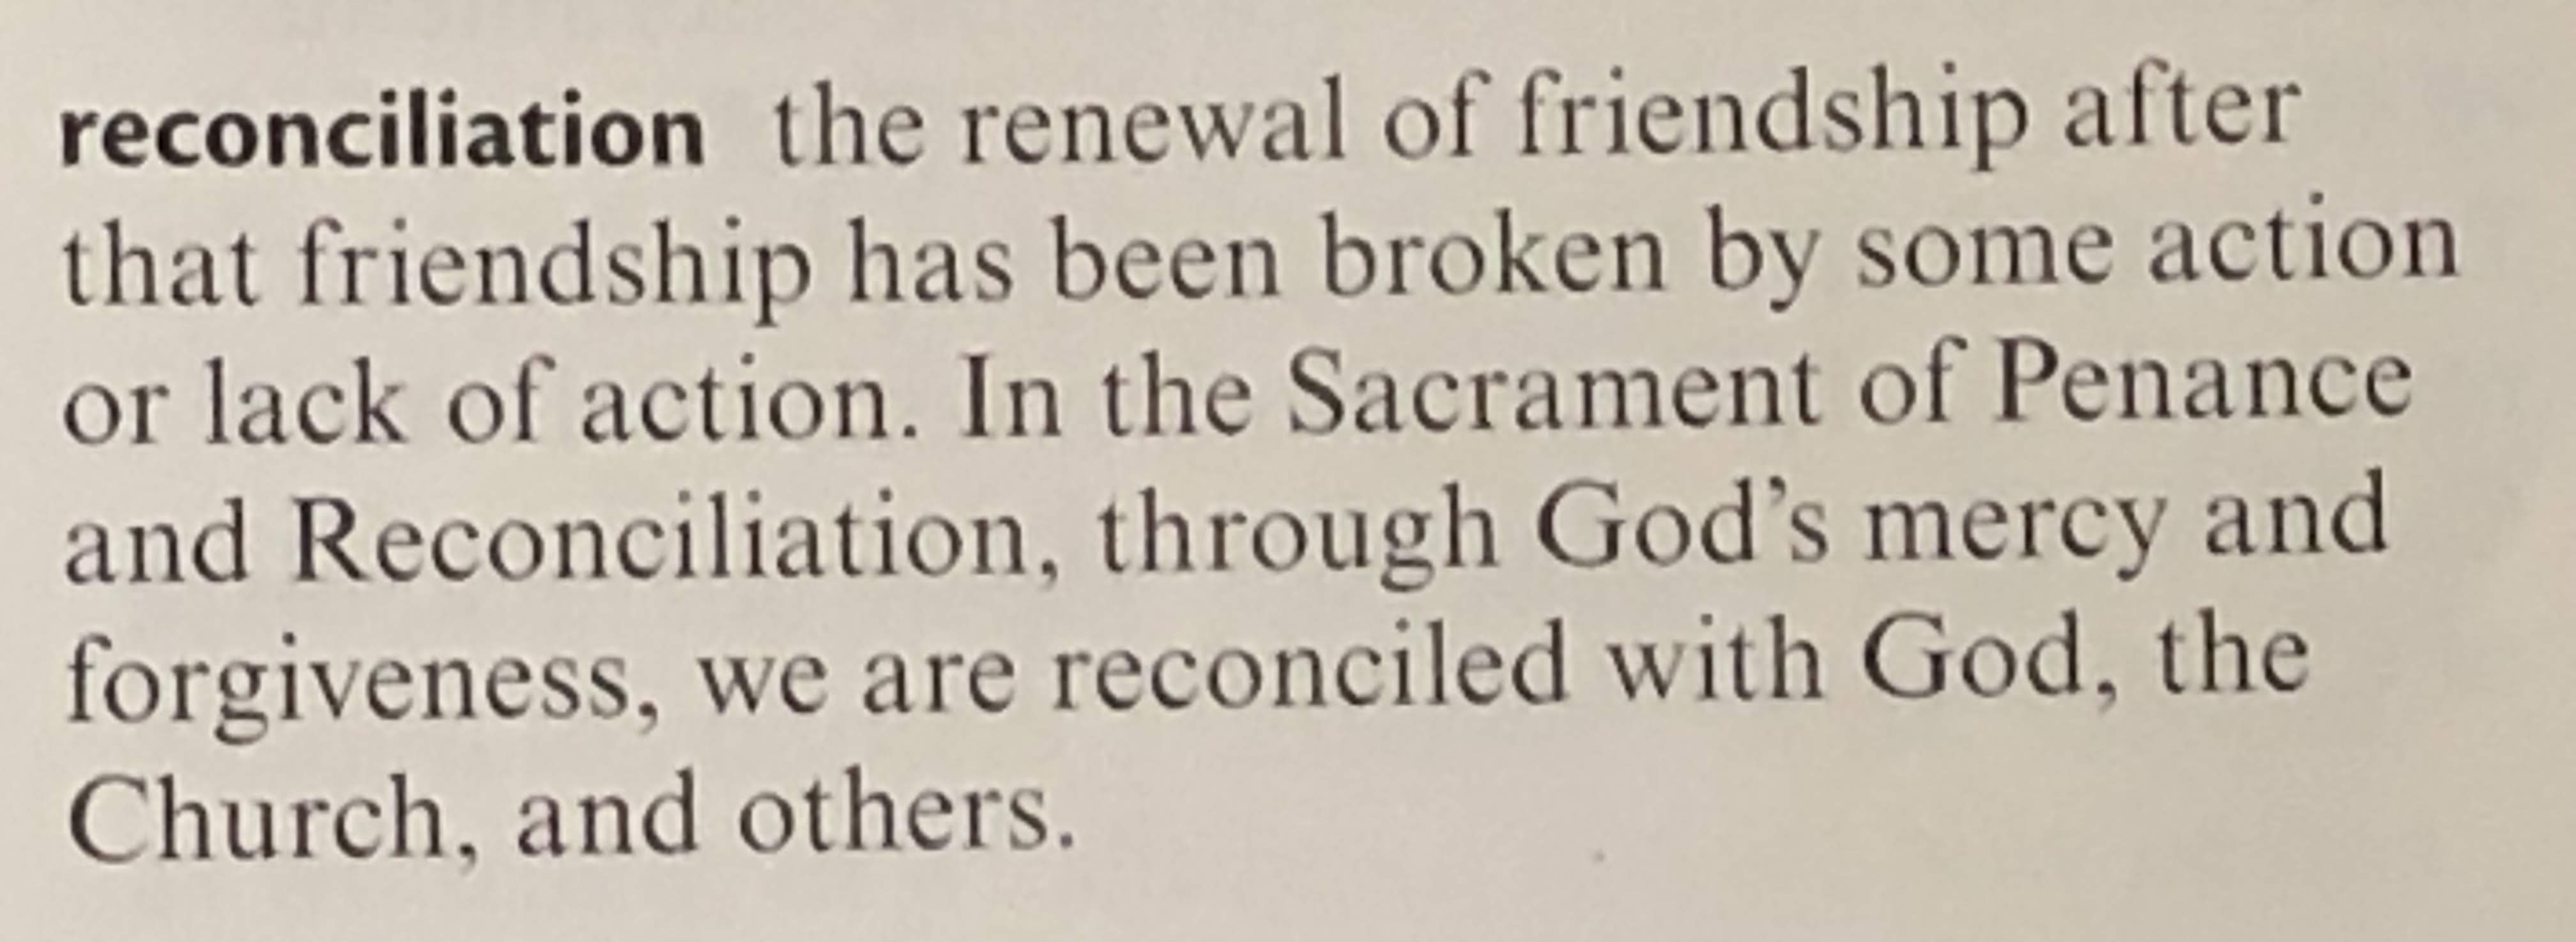 reconciliation the renewal of friendship after
that friendship has been broken by some action
or lack of action. In the Sacrament of Penance
and Reconciliation, through God’s mercy and
forgiveness, we are reconciled with God, the
Church, and others.